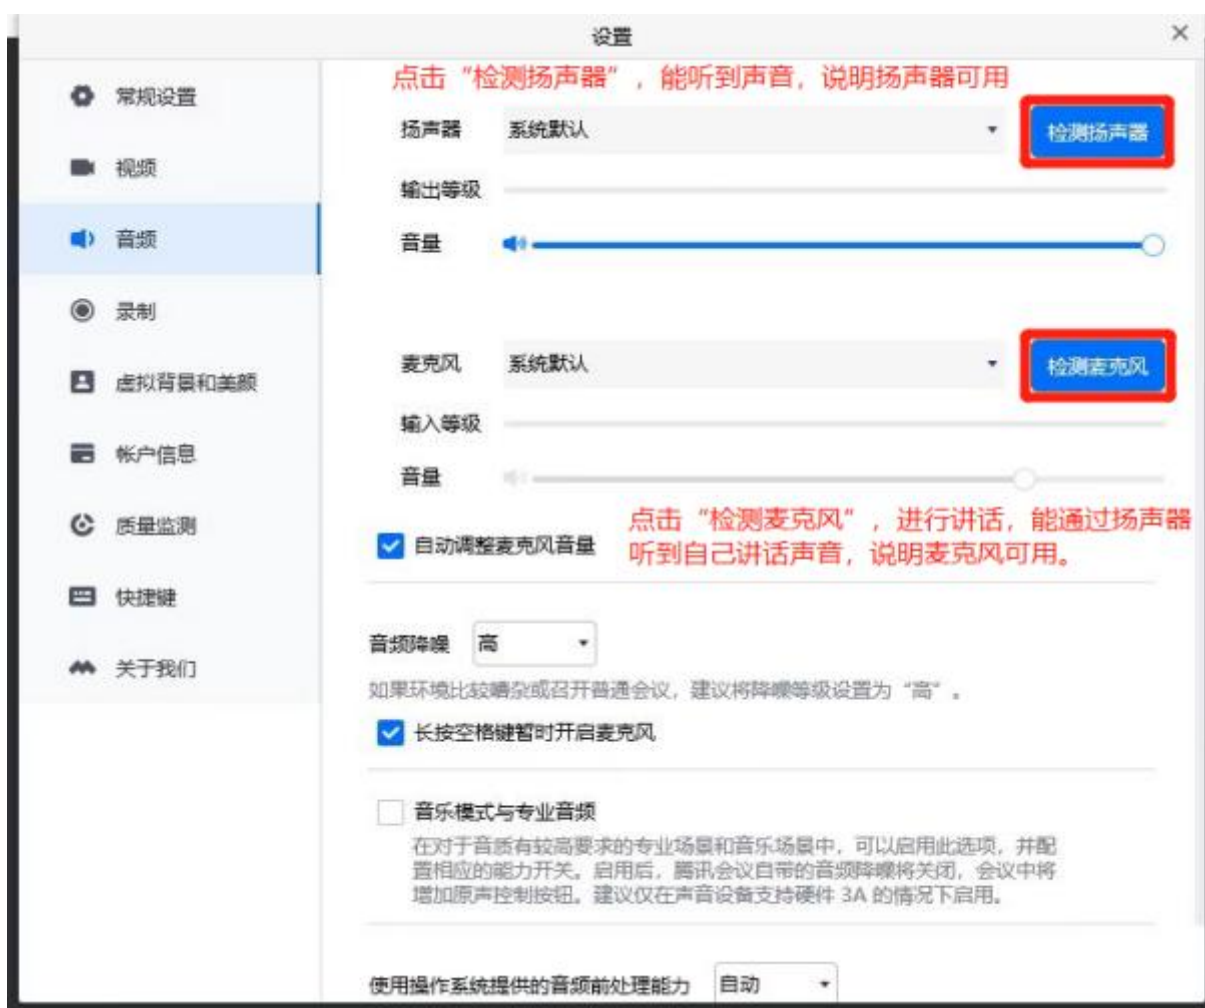 设置
常规设置
视频
音频
录制
虚拟背景和美颜
帐户信息
质量监测
快捷键
关于我们
点击“检测扬声器”，能听到声音，说明扬声器可用
扬声器 系统默认 检测扬声器
输出等级
音量
麦克风 系统默认 检测麦克风
输入等级
音量
点击“检测麦克风”，进行讲话，能通过扬声器
听到自己讲话声音，说明麦克风可用。
自动调整麦克风音量
音频降噪 高
如果环境比较嘈杂或召开普通会议，建议将降噪等级设置为“高”。
长按空格键暂时开启麦克风
音乐模式与专业音频
在对于音质有较高要求的专业场景和音乐场景中，可以启用此选项，并配
置相应的能力开关。启用后，腾讯会议自带的音频降噪将关闭，会议中将
增加原声控制按钮。建议仅在声音设备支持硬件 3A 的情况下启用。
使用操作系统提供的音频前处理能力 自动